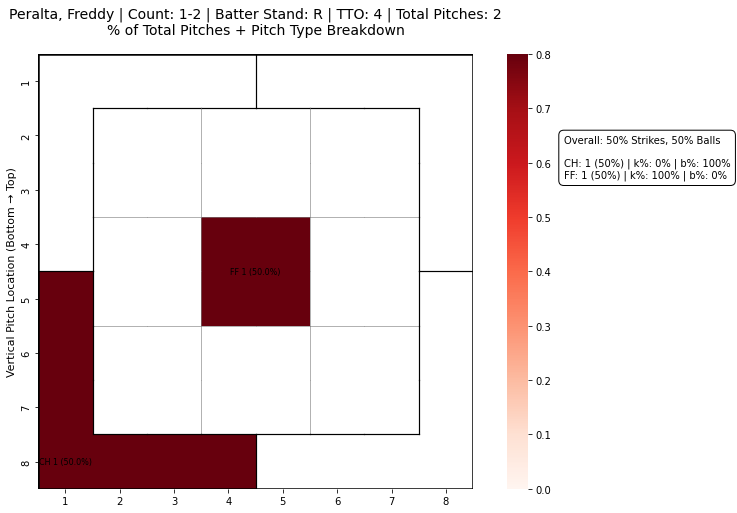 Peralta, Freddy | Count: 1-2 | Batter Stand: R | TTO: 4 | Total Pitches: 2
% of Total Pitches + Pitch Type Breakdown
Vertical Pitch Location (Bottom → Top)
1
2
3
4
5
6
7
8
FF 1 (50.0%)
CH 1 (50.0%)
1 2 3 4 5 6 7 8
0.8
0.7
0.6
0.5
0.4
0.3
0.2
0.1
0.0
Overall: 50% Strikes, 50% Balls
CH: 1 (50%) | k%: 0% | b%: 100%
FF: 1 (50%) | k%: 100% | b%: 0%